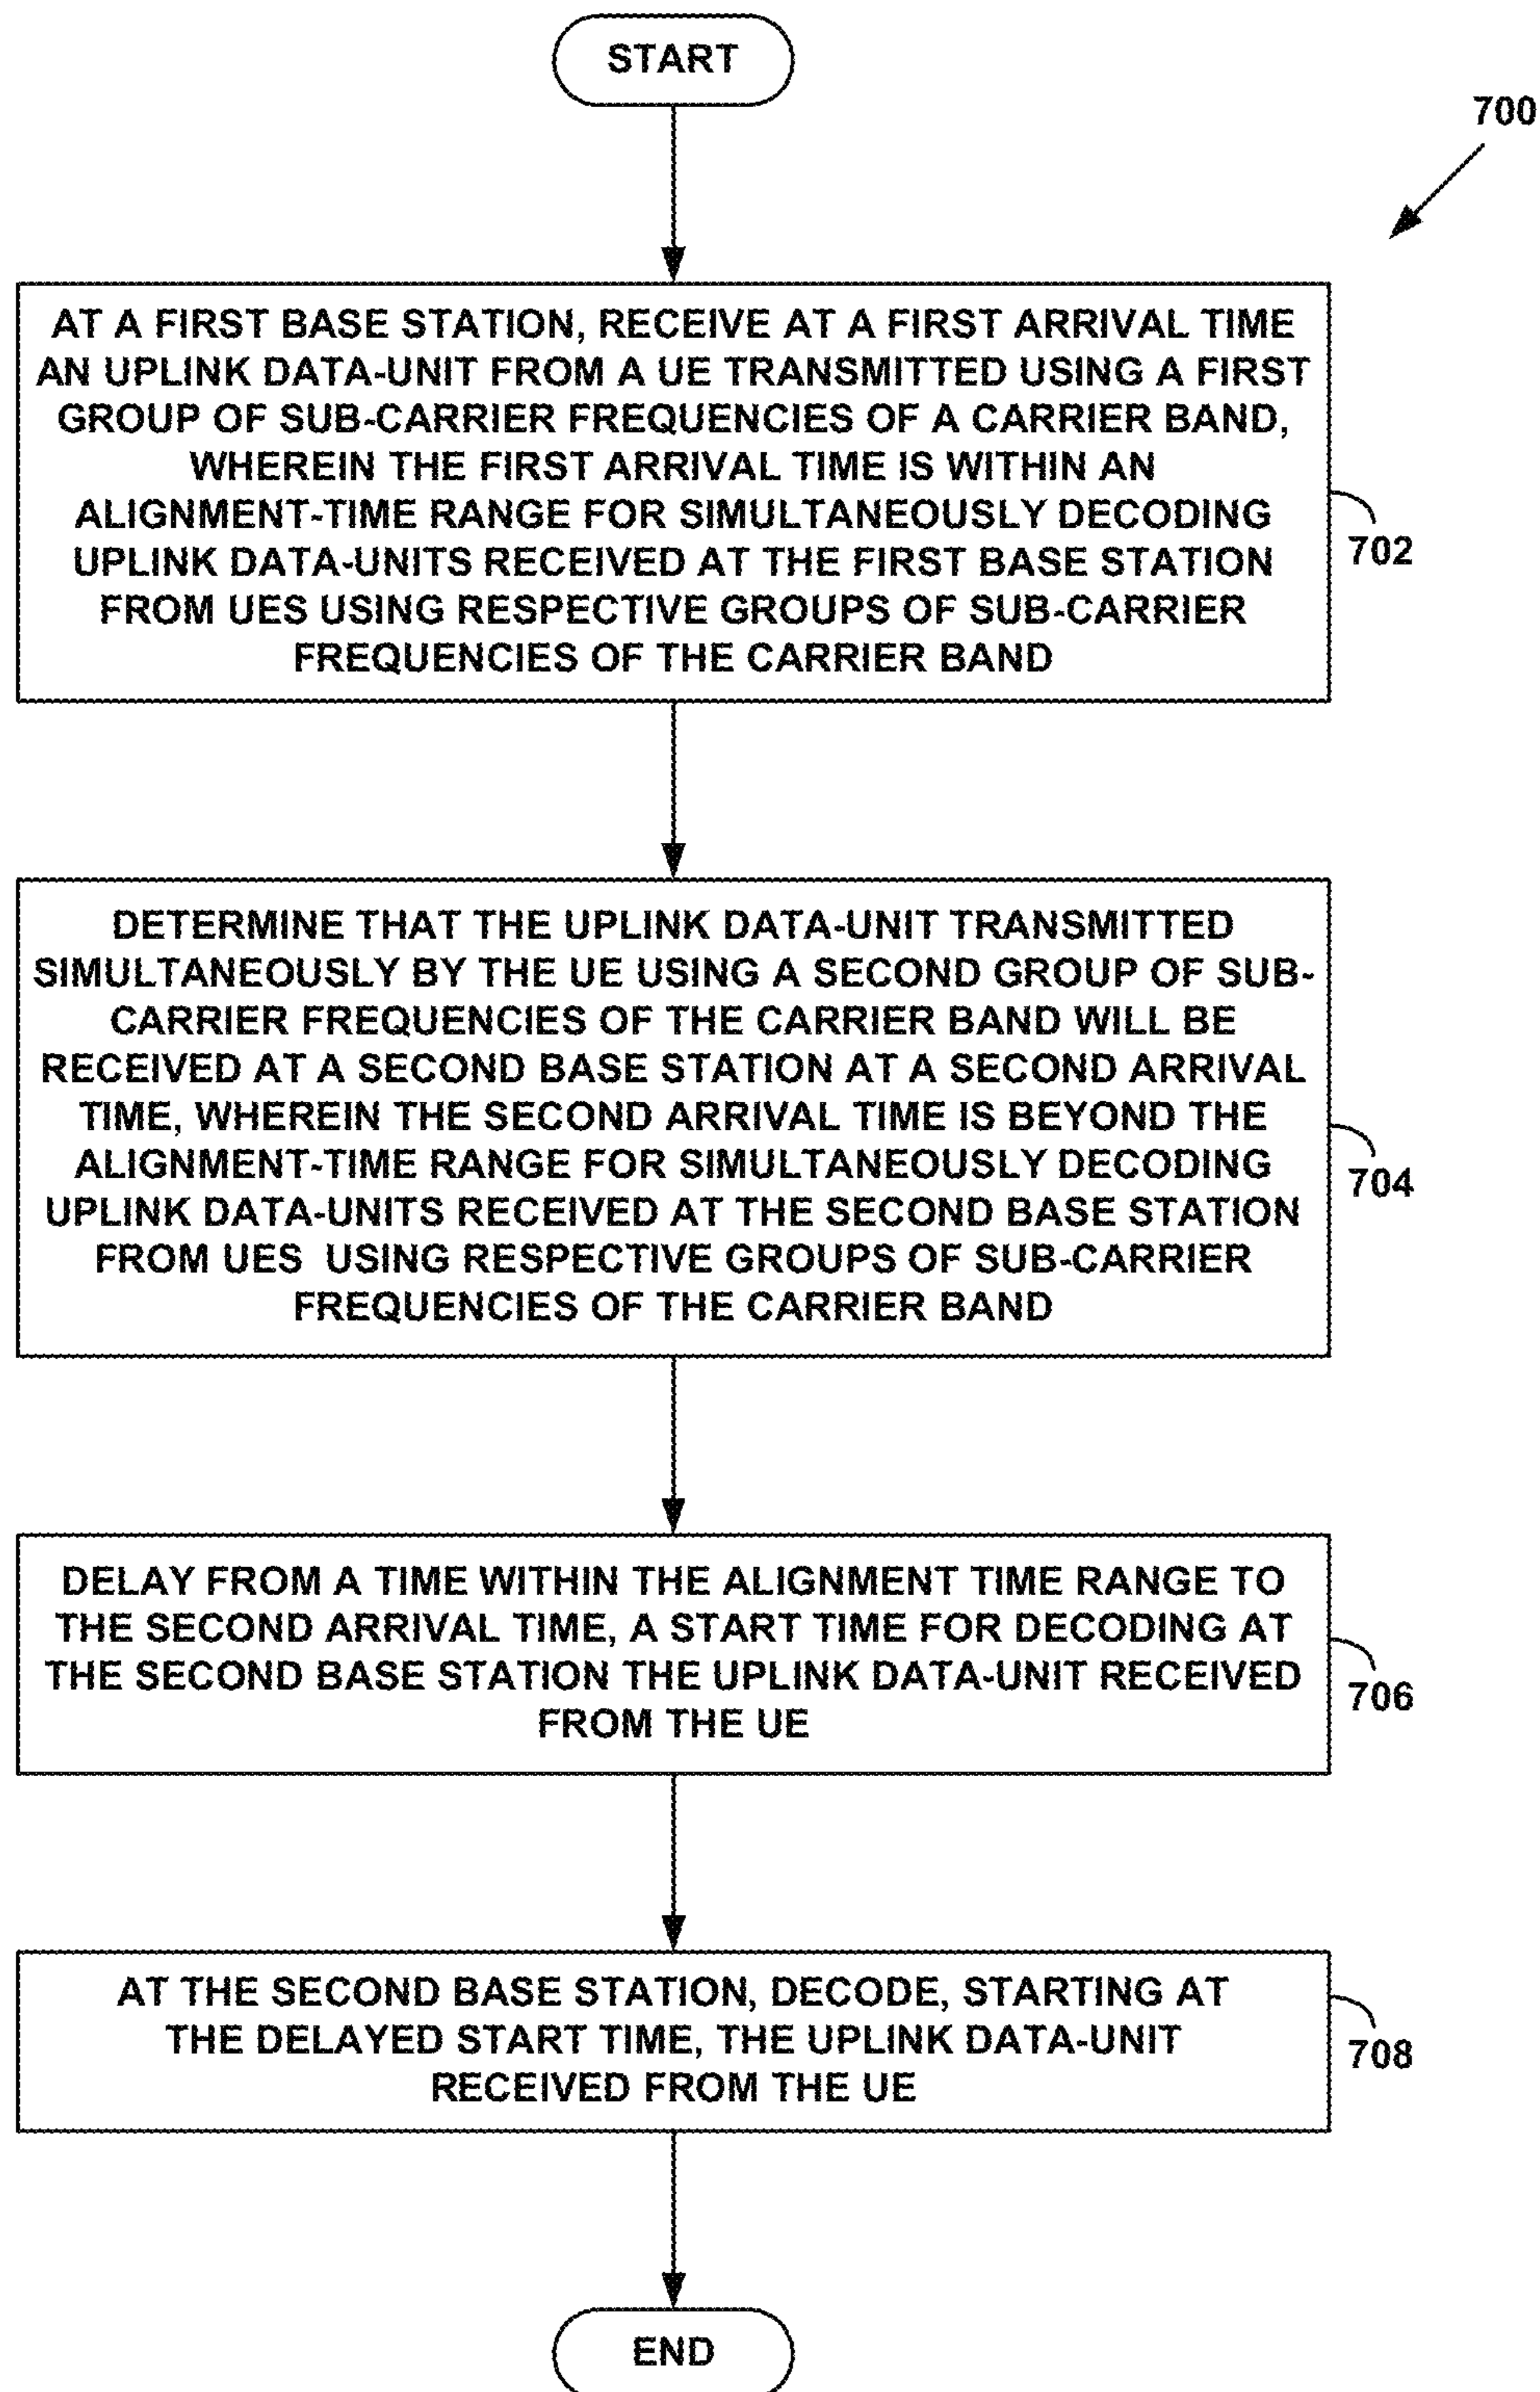 START
700
AT A FIRST BASE STATION, RECEIVE AT A FIRST ARRIVAL TIME
AN UPLINK DATA-UNIT FROM A UE TRANSMITTED USING A FIRST
GROUP OF SUB-CARRIER FREQUENCIES OF A CARRIER BAND,
WHEREIN THE FIRST ARRIVAL TIME IS WITHIN AN
ALIGNMENT-TIME RANGE FOR SIMULTANEOUSLY DECODING
UPLINK DATA-UNITS RECEIVED AT THE FIRST BASE STATION
FROM UES USING RESPECTIVE GROUPS OF SUB-CARRIER
FREQUENCIES OF THE CARRIER BAND
702
DETERMINE THAT THE UPLINK DATA-UNIT TRANSMITTED
SIMULTANEOUSLY BY THE UE USING A SECOND GROUP OF SUB-
CARRIER FREQUENCIES OF THE CARRIER BAND WILL BE
RECEIVED AT A SECOND BASE STATION AT A SECOND ARRIVAL
TIME, WHEREIN THE SECOND ARRIVAL TIME IS BEYOND THE
ALIGNMENT-TIME RANGE FOR SIMULTANEOUSLY DECODING
UPLINK DATA-UNITS RECEIVED AT THE SECOND BASE STATION
FROM UES USING RESPECTIVE GROUPS OF SUB-CARRIER
FREQUENCIES OF THE CARRIER BAND
704
DELAY FROM A TIME WITHIN THE ALIGNMENT TIME RANGE TO
THE SECOND ARRIVAL TIME, A START TIME FOR DECODING AT
THE SECOND BASE STATION THE UPLINK DATA-UNIT RECEIVED
FROM THE UE
706
AT THE SECOND BASE STATION, DECODE, STARTING AT
THE DELAYED START TIME, THE UPLINK DATA-UNIT
RECEIVED FROM THE UE
708
END